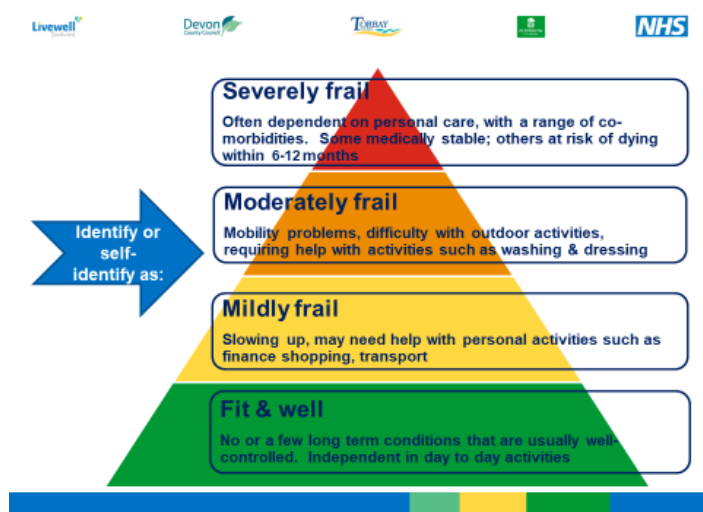 Livewell
Devon
County Council
TORBAY
NHS
Severely frail
Often dependent on personal care, with a range of co-
morbidities. Some medically stable; others at risk of dying
within 6-12 months
Moderately frail
Mobility problems, difficulty with outdoor activities,
requiring help with activities such as washing & dressing
Identify or
self-
identify as:
Mildly frail
Slowing up, may need help with personal activities such as
finance shopping, transport
Fit & well
No or a few long term conditions that are usually well-
controlled. Independent in day to day activities